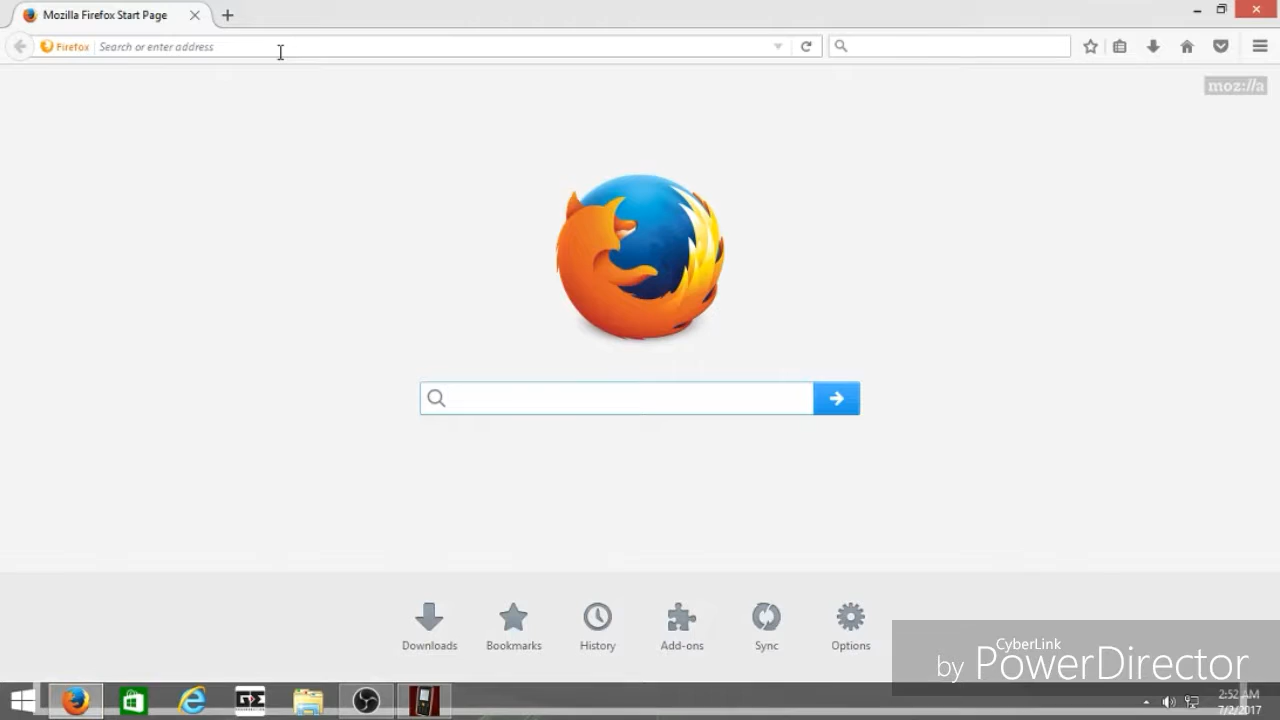 Mozilla Firefox Start Page
Firefox
Search or enter address
moz://a
Downloads
Bookmarks
History
Add-ons
Sync
Options
CyberLink
by PowerDirector
2:52 AM
7/2/2017